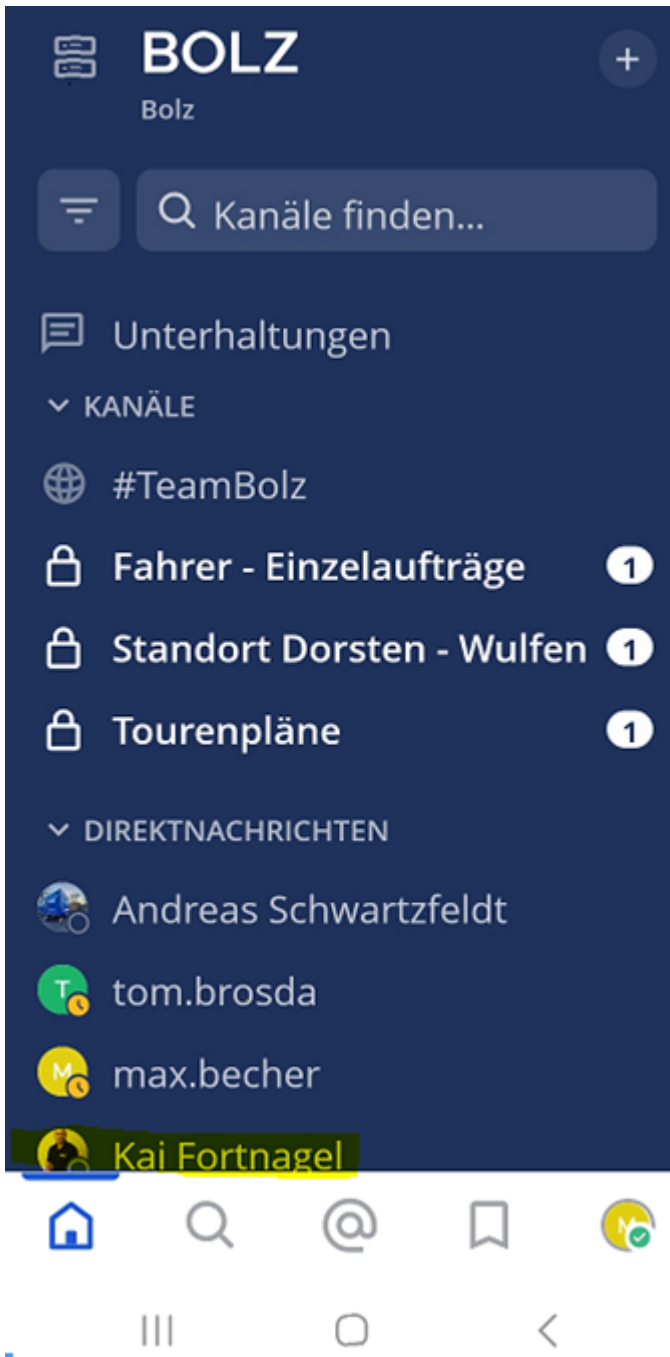 BOLZ
Bolz
Kanäle finden...
Unterhaltungen
KANÄLE
#TeamBolz
Fahrer - Einzelaufträge 1
Standort Dorsten - Wulfen 1
Tourenpläne 1
DIREKTNACHRICHTEN
Andreas Schwartzfeldt
T tom.brosda
M max.becher
Kai Fortnagel
M